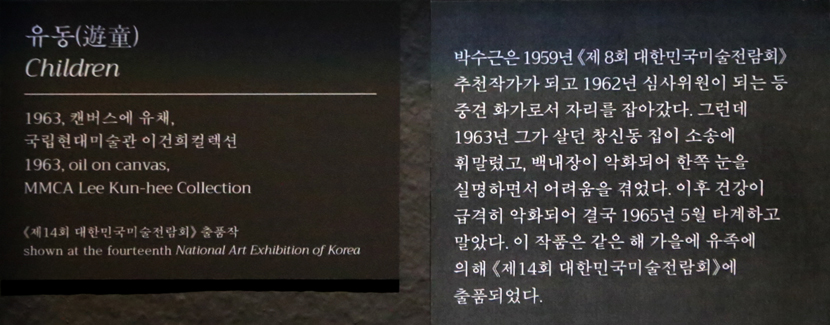 유동(遊童)
Children
1963, 캔버스에 유채,
국립현대미술관 이건희컬렉션
1963, oil on canvas,
MMCA Lee Kun-hee Collection
《제14회 대한민국미술전람회》 출품작
shown at the fourteenth National Art Exhibition of Korea
박수근은 1959년 《제 8회 대한민국미술전람회》
추천작가가 되고 1962년 심사위원이 되는 등
중견 화가로서 자리를 잡아갔다. 그런데
1963년 그가 살던 창신동 집이 소송에
휘말렸고, 백내장이 악화되어 한쪽 눈을
실명하면서 어려움을 겪었다. 이후 건강이
급격히 악화되어 결국 1965년 5월 타계하고
말았다. 이 작품은 같은 해 가을에 유족에
의해 《제14회 대한민국미술전람회》에
출품되었다.